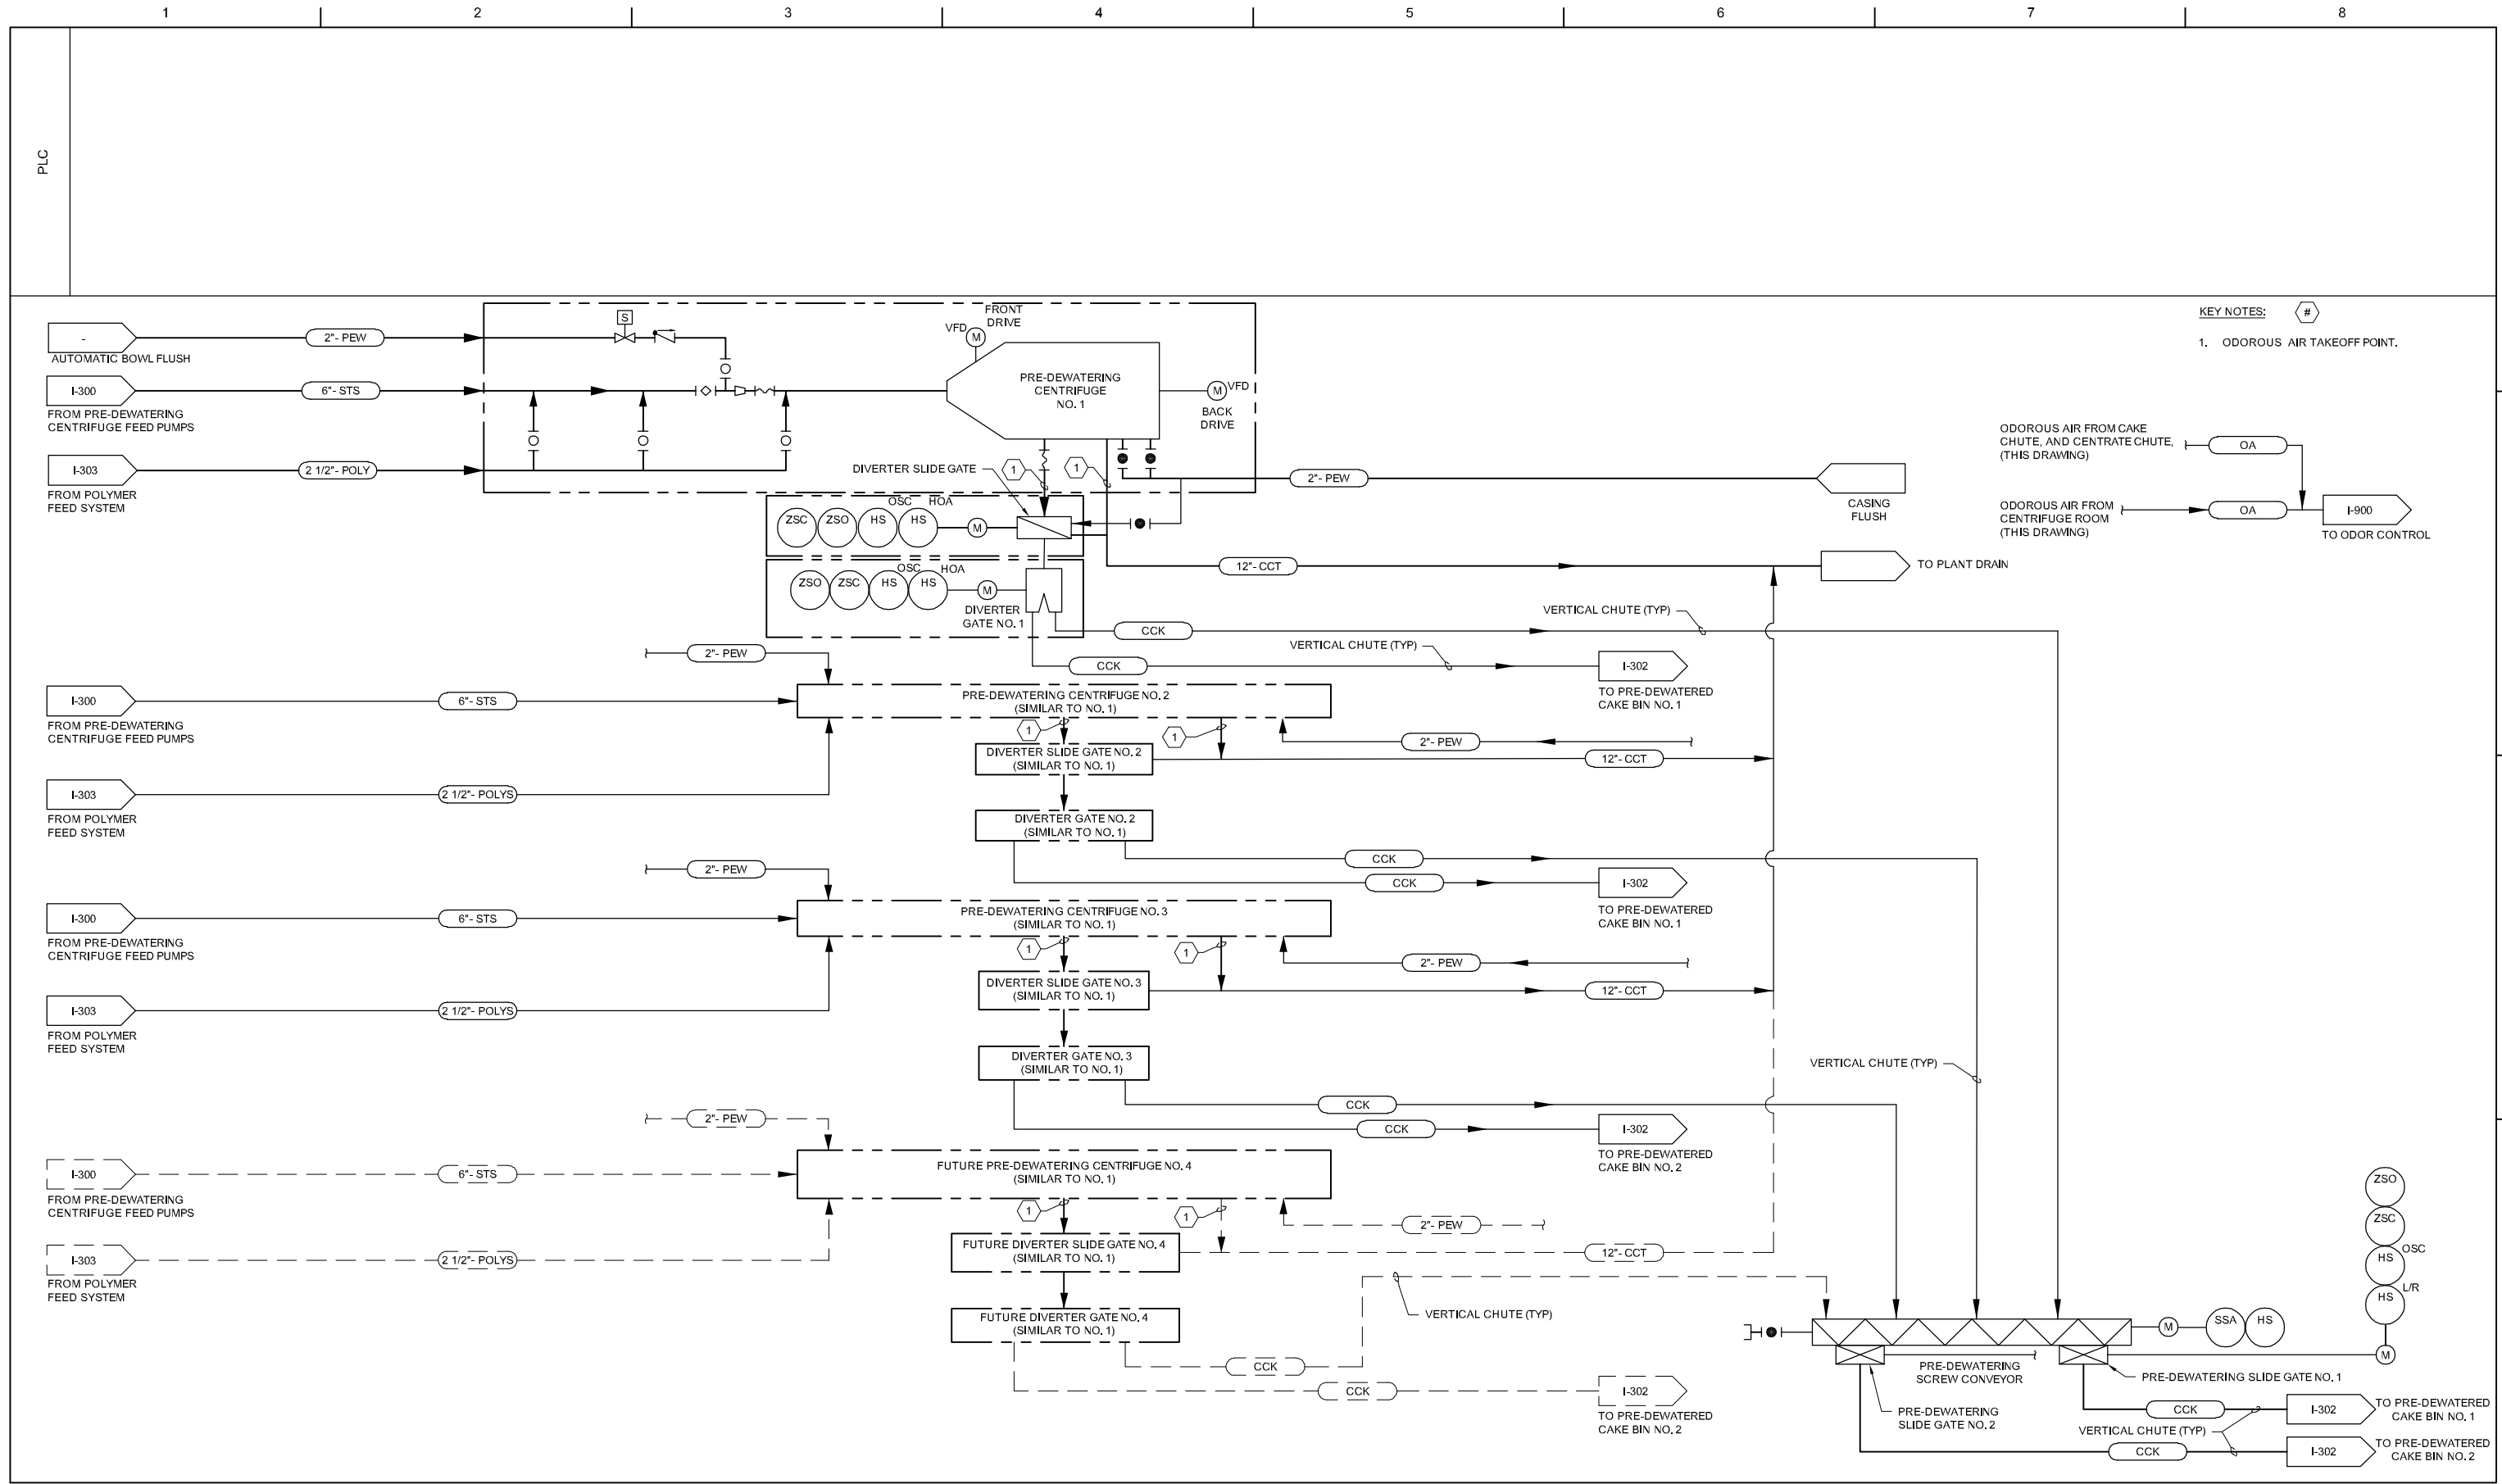 1
2
3
4
5
6
7
8
PLC
KEY NOTES:
#
1. ODOROUS AIR TAKEOFF POINT.
-
AUTOMATIC BOWL FLUSH
2"- PEW
S
VFD
M
FRONT
DRIVE
I-300
FROM PRE-DEWATERING
CENTRIFUGE FEED PUMPS
6"- STS
PRE-DEWATERING
CENTRIFUGE
NO. 1
M
VFD
BACK
DRIVE
I-303
FROM POLYMER
FEED SYSTEM
2 1/2"- POLY
DIVERTER SLIDE GATE
1
1
2"- PEW
CASING
FLUSH
ODOROUS AIR FROM CAKE
CHUTE, AND CENTRATE CHUTE,
(THIS DRAWING)
OA
ODOROUS AIR FROM
CENTRIFUGE ROOM
(THIS DRAWING)
OA
I-900
TO ODOR CONTROL
OSC
HOA
ZSC
ZSO
HS
HS
M
12"- CCT
TO PLANT DRAIN
OSC
HOA
ZSO
ZSC
HS
HS
M
DIVERTER
GATE NO. 1
CCK
VERTICAL CHUTE (TYP)
CCK
VERTICAL CHUTE (TYP)
I-302
TO PRE-DEWATERED
CAKE BIN NO. 1
2"- PEW
I-300
FROM PRE-DEWATERING
CENTRIFUGE FEED PUMPS
6"- STS
PRE-DEWATERING CENTRIFUGE NO. 2
(SIMILAR TO NO. 1)
1
1
2"- PEW
DIVERTER SLIDE GATE NO. 2
(SIMILAR TO NO. 1)
12"- CCT
I-303
FROM POLYMER
FEED SYSTEM
2 1/2"- POLYS
DIVERTER GATE NO. 2
(SIMILAR TO NO. 1)
CCK
CCK
I-302
TO PRE-DEWATERED
CAKE BIN NO. 1
2"- PEW
I-300
FROM PRE-DEWATERING
CENTRIFUGE FEED PUMPS
6"- STS
PRE-DEWATERING CENTRIFUGE NO. 3
(SIMILAR TO NO. 1)
1
1
2"- PEW
DIVERTER SLIDE GATE NO. 3
(SIMILAR TO NO. 1)
12"- CCT
I-303
FROM POLYMER
FEED SYSTEM
2 1/2"- POLYS
DIVERTER GATE NO. 3
(SIMILAR TO NO. 1)
VERTICAL CHUTE (TYP)
CCK
CCK
I-302
TO PRE-DEWATERED
CAKE BIN NO. 2
2"- PEW
I-300
FROM PRE-DEWATERING
CENTRIFUGE FEED PUMPS
6"- STS
FUTURE PRE-DEWATERING CENTRIFUGE NO. 4
(SIMILAR TO NO. 1)
1
1
2"- PEW
FUTURE DIVERTER SLIDE GATE NO. 4
(SIMILAR TO NO. 1)
12"- CCT
I-303
FROM POLYMER
FEED SYSTEM
2 1/2"- POLYS
FUTURE DIVERTER GATE NO. 4
(SIMILAR TO NO. 1)
VERTICAL CHUTE (TYP)
CCK
CCK
I-302
TO PRE-DEWATERED
CAKE BIN NO. 2
ZSO
ZSC
HS
OSC
HS
L/R
M
M
SSA
HS
PRE-DEWATERING
SCREW CONVEYOR
PRE-DEWATERING SLIDE GATE NO. 1
PRE-DEWATERING
SLIDE GATE NO. 2
CCK
I-302
TO PRE-DEWATERED
CAKE BIN NO. 1
VERTICAL CHUTE (TYP)
CCK
I-302
TO PRE-DEWATERED
CAKE BIN NO. 2